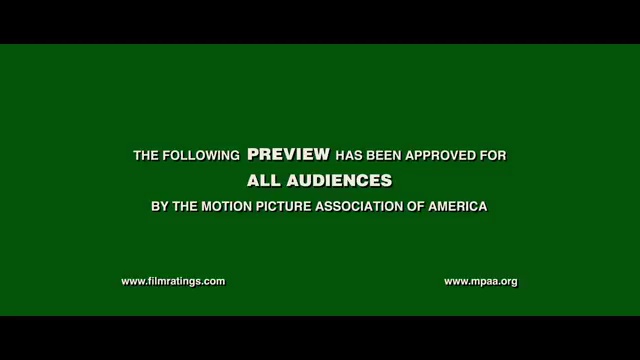 THE FOLLOWING PREVIEW HAS BEEN APPROVED FOR
ALL AUDIENCES
BY THE MOTION PICTURE ASSOCIATION OF AMERICA
www.filmratings.com www.mpaa.org